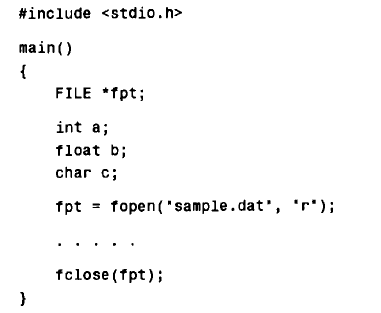 #include <stdio.h>
main()
{
FILE *fpt;
int a;
float b;
char c;
fpt = fopen("sample.dat", "r");
. . . . .
fclose(fpt);
}